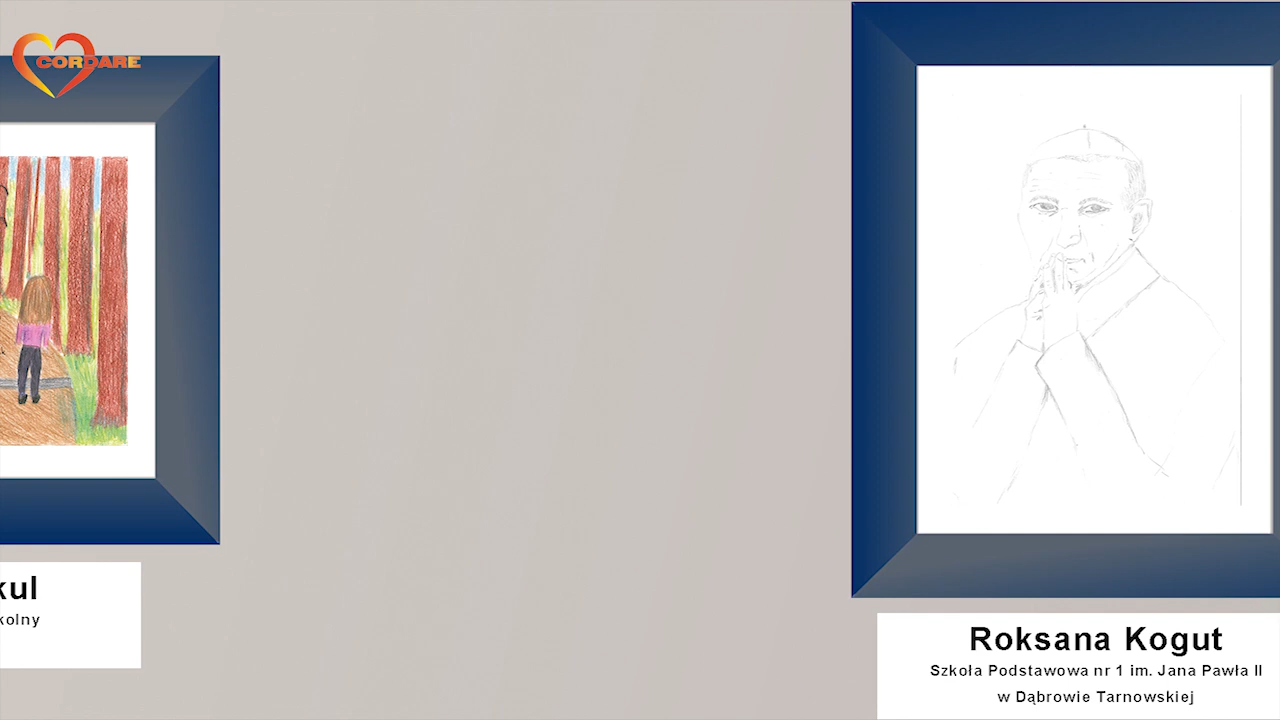 CORDARE
kul
kolny
Roksana Kogut
Szkoła Podstawowa nr 1 im. Jana Pawła II
w Dąbrowie Tarnowskiej